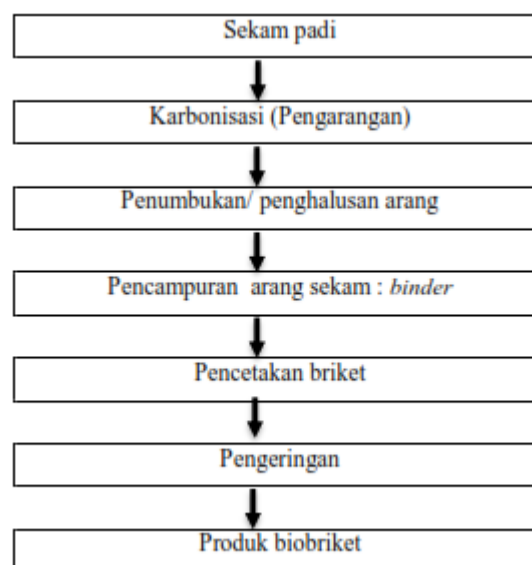 Sekam padi
Karbonisasi (Pengarangan)
Penumbukan/ penghalusan arang
Pencampuran arang sekam : binder
Pencetakan briket
Pengeringan
Produk biobriket